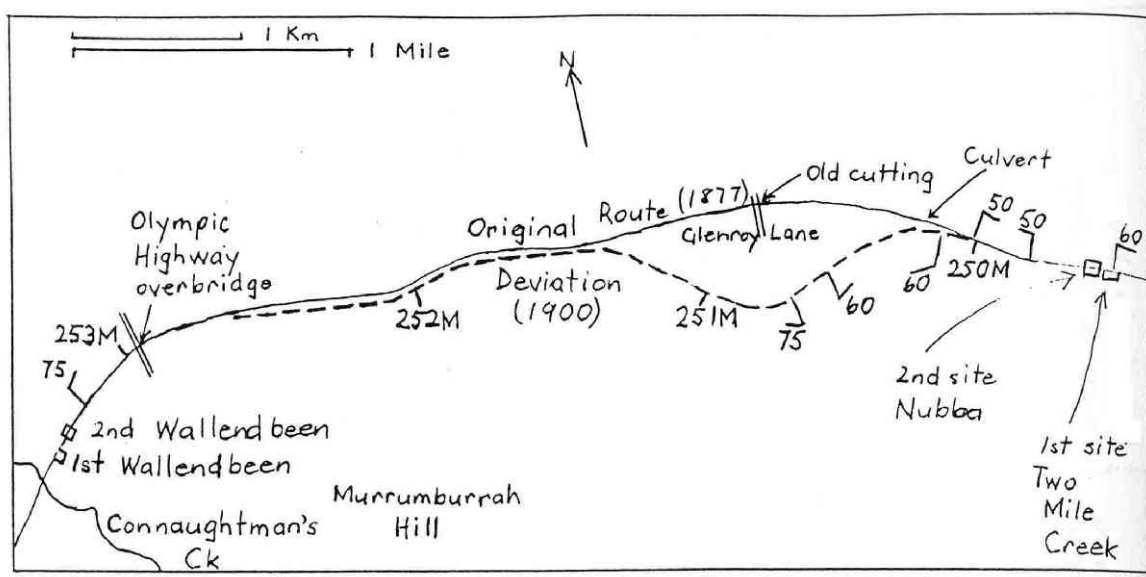 1 Km
1 Mile
N
Culvert
Old cutting
Original Route (1877)
Glenroy Lane
50
50
60
Olympic
Highway
overbridge
Deviation
(1900)
60
250M
60
252M
251M
75
253M
75
2nd site
Nubba
2nd Wallendbeen
1st Wallendbeen
1st site
Two
Mile
Creek
Murrumburrah
Hill
Connaughtman's
Ck